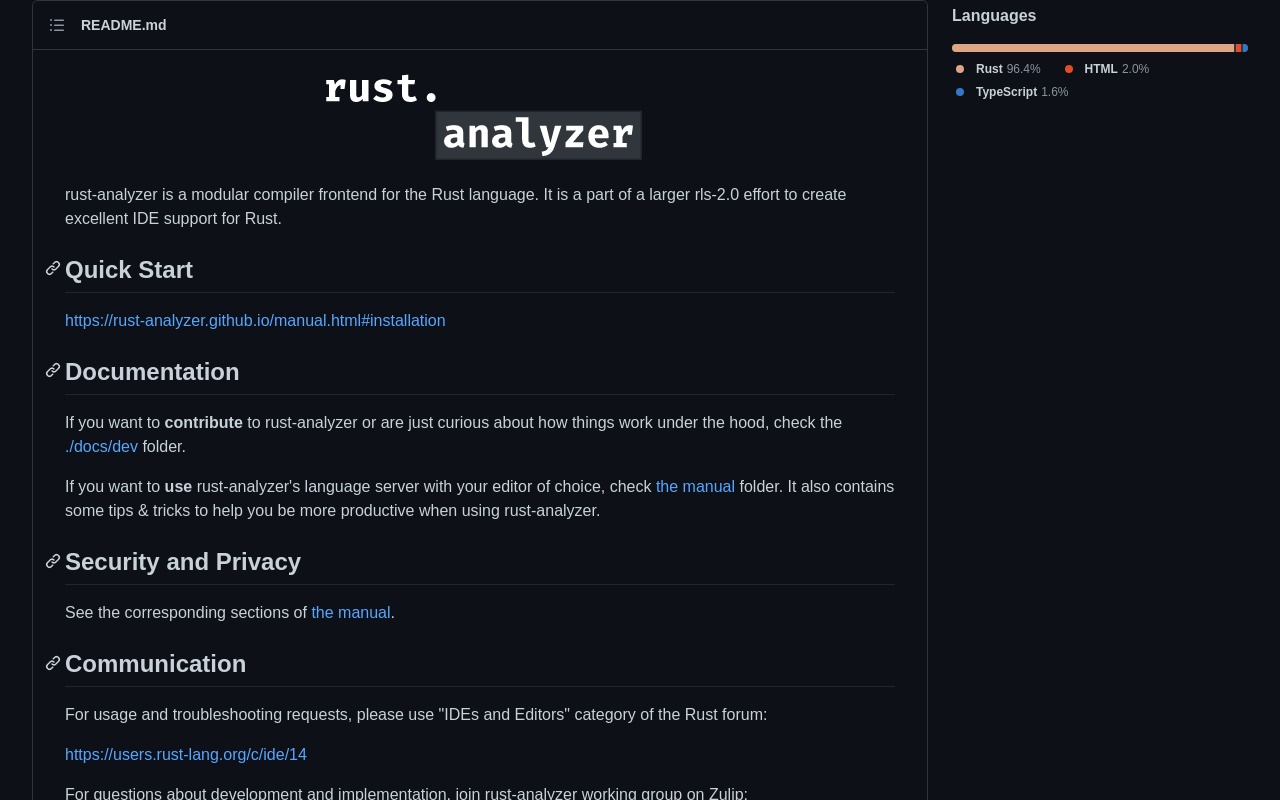 README.md
rust.
analyzer
rust-analyzer is a modular compiler frontend for the Rust language. It is a part of a larger rls-2.0 effort to create
excellent IDE support for Rust.
Quick Start
https://rust-analyzer.github.io/manual.html#installation
Documentation
If you want to contribute to rust-analyzer or are just curious about how things work under the hood, check the
./docs/dev folder.
If you want to use rust-analyzer's language server with your editor of choice, check the manual folder. It also contains
some tips & tricks to help you be more productive when using rust-analyzer.
Security and Privacy
See the corresponding sections of the manual.
Communication
For usage and troubleshooting requests, please use "IDEs and Editors" category of the Rust forum:
https://users.rust-lang.org/c/ide/14
For questions about development and implementation, join rust-analyzer working group on Zulip:
Languages
Rust 96.4% HTML 2.0%
TypeScript 1.6%